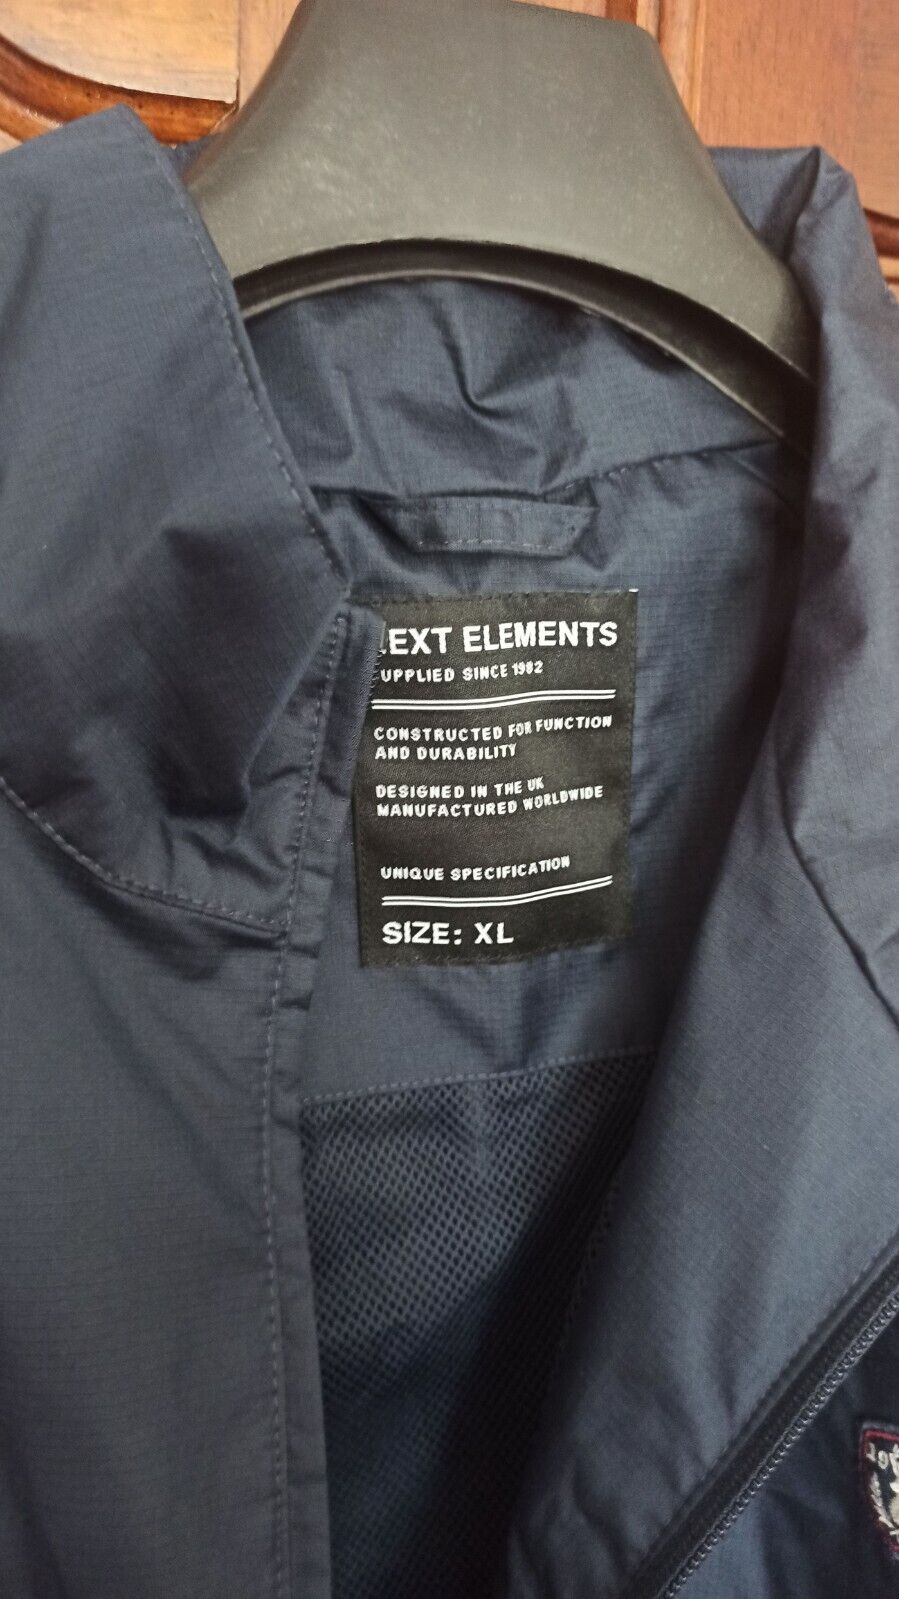 EXT ELEMENTS
UPPLIED SINCE 1982
CONSTRUCTED FOR FUNCTION
AND DURABILITY
DESIGNED IN THE UK
MANUFACTURED WORLDWIDE
UNIQUE SPECIFICATION
SIZE: XL